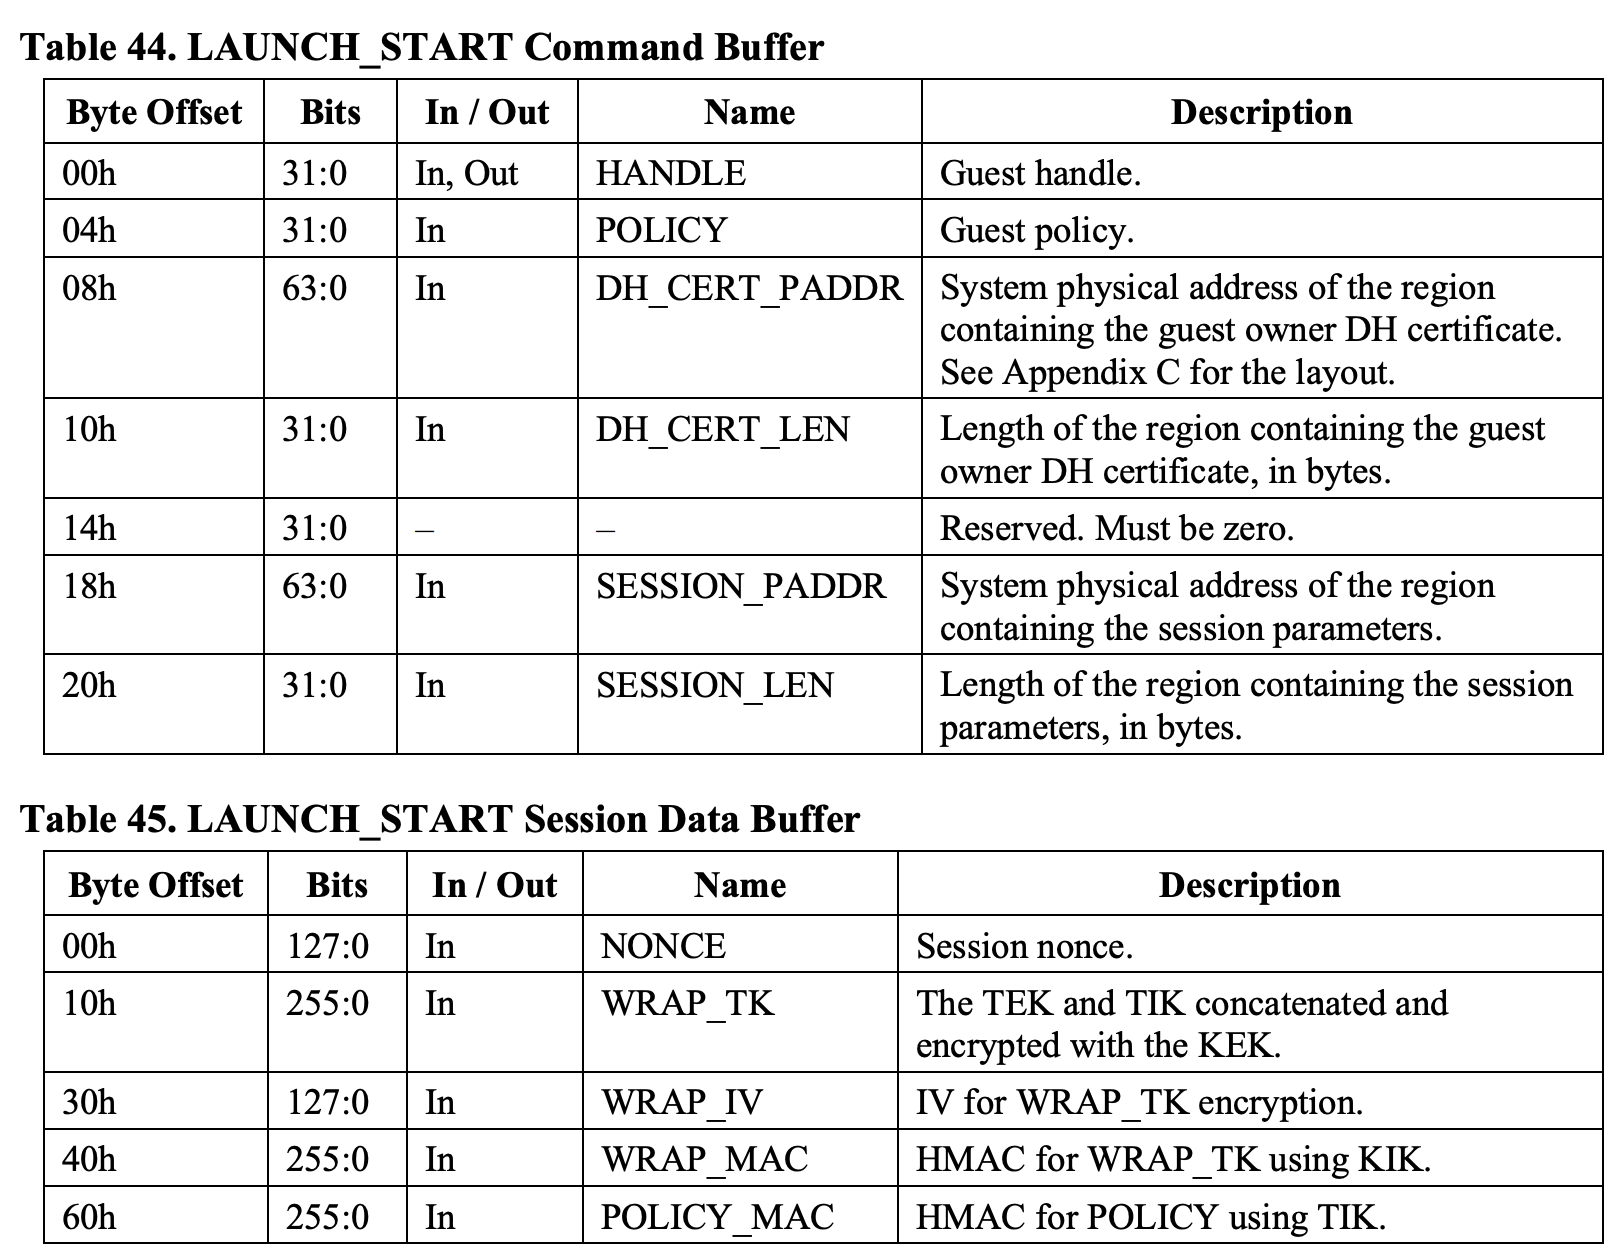 Table 44. LAUNCH_START Command Buffer
Byte Offset Bits In / Out Name Description
00h 31:0 In, Out HANDLE Guest handle.
04h 31:0 In POLICY Guest policy.
08h 63:0 In DH_CERT_PADDR System physical address of the region
containing the guest owner DH certificate.
See Appendix C for the layout.
10h 31:0 In DH_CERT_LEN Length of the region containing the guest
owner DH certificate, in bytes.
14h 31:0 – – Reserved. Must be zero.
18h 63:0 In SESSION_PADDR System physical address of the region
containing the session parameters.
20h 31:0 In SESSION_LEN Length of the region containing the session
parameters, in bytes.
Table 45. LAUNCH_START Session Data Buffer
Byte Offset Bits In / Out Name Description
00h 127:0 In NONCE Session nonce.
10h 255:0 In WRAP_TK The TEK and TIK concatenated and
encrypted with the KEK.
30h 127:0 In WRAP_IV IV for WRAP_TK encryption.
40h 255:0 In WRAP_MAC HMAC for WRAP_TK using KIK.
60h 255:0 In POLICY_MAC HMAC for POLICY using TIK.